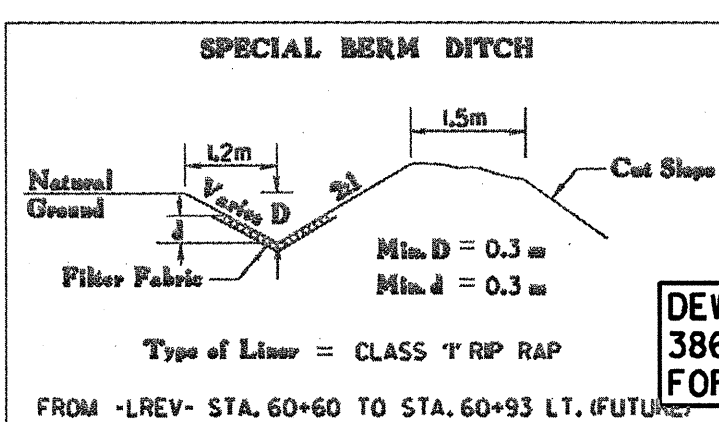 SPECIAL BERM DITCH
1.5m
1.2m
Natural
Ground
Varies
D
2:1
d
Cut Slope
Filter Fabric
Min. D = 0.3 m
Min. d = 0.3 m
Type of Liner = CLASS 'I' RIP RAP
FROM -LREV- STA. 60+60 TO STA. 60+93 LT. (FUTURE)